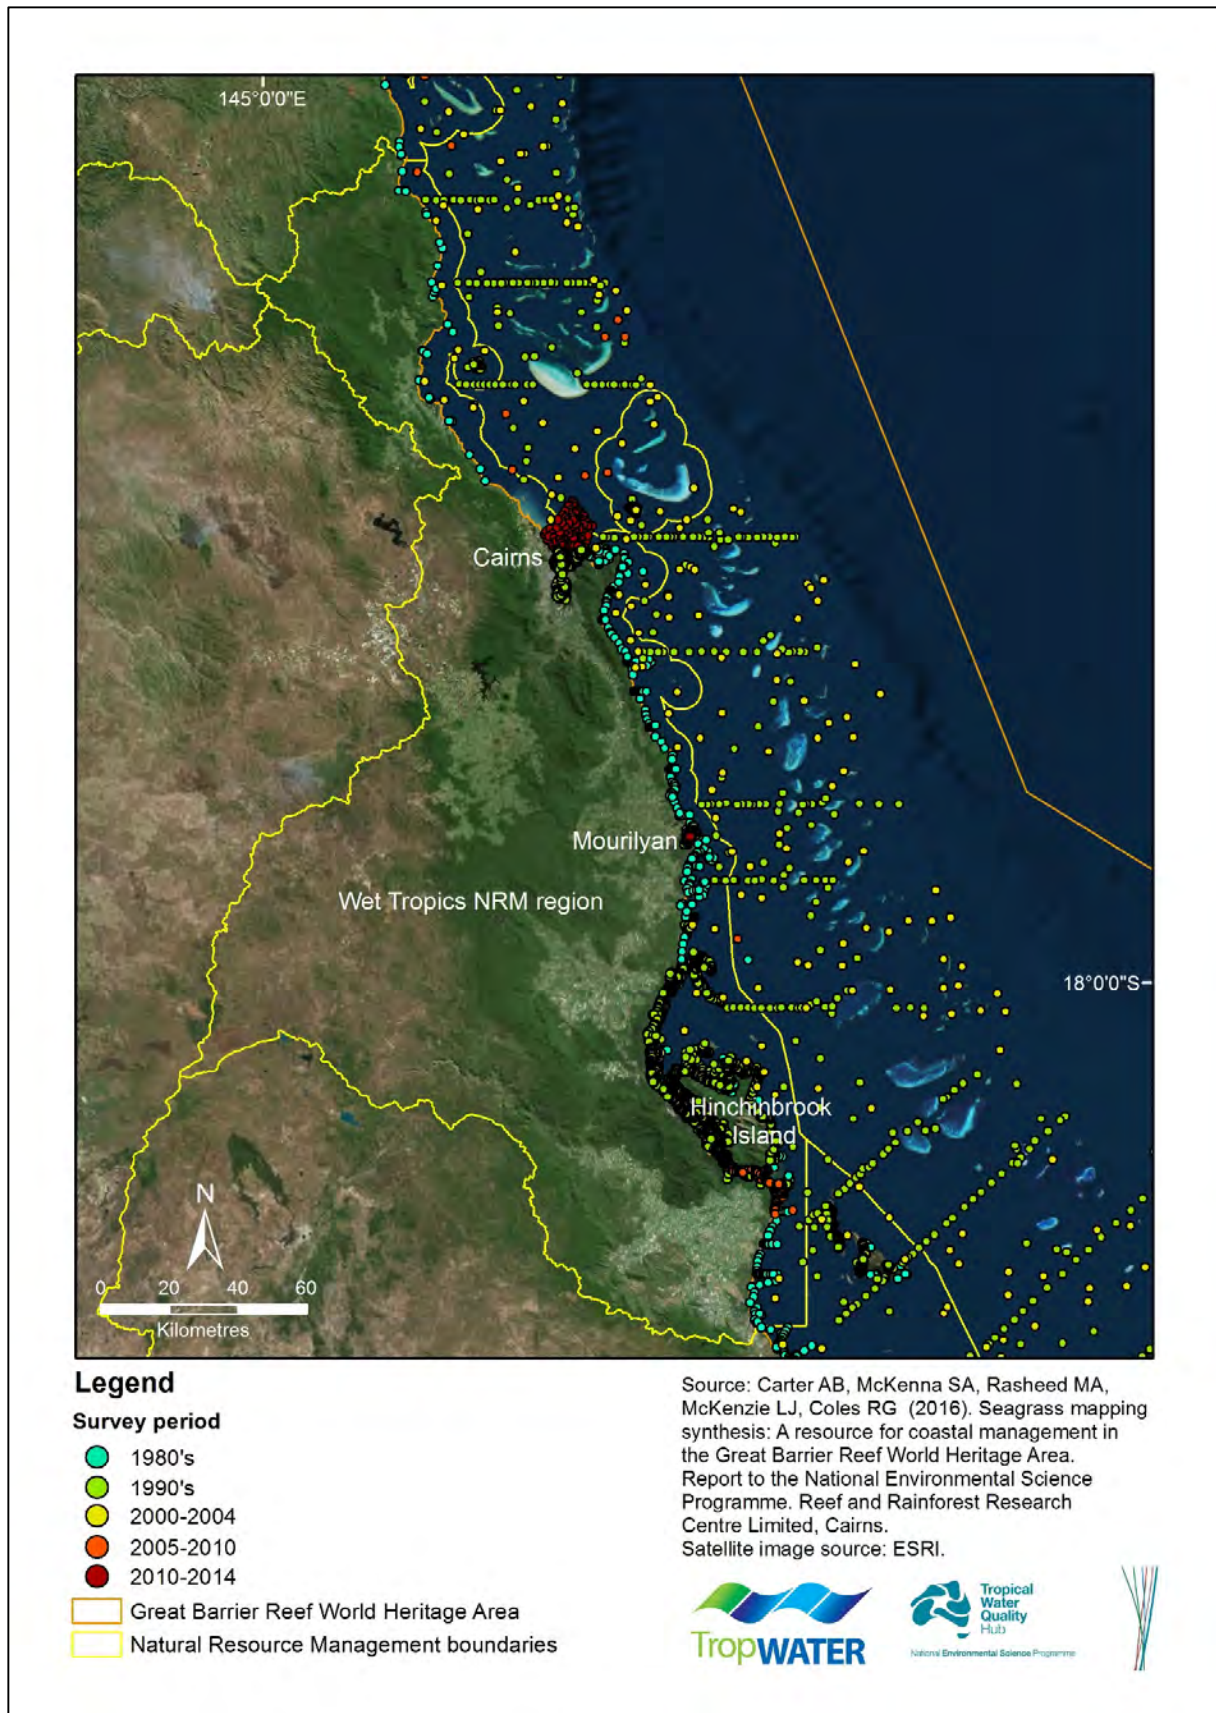 145°0'0"E
Cairns
Mourilyan
Wet Tropics NRM region
18°0'0"S
Hinchinbrook
Island
N
0 20 40 60
Kilometres
Legend
Survey period
1980's
1990's
2000-2004
2005-2010
2010-2014
Great Barrier Reef World Heritage Area
Natural Resource Management boundaries
Source: Carter AB, McKenna SA, Rasheed MA,
McKenzie LJ, Coles RG (2016). Seagrass mapping
synthesis: A resource for coastal management in
the Great Barrier Reef World Heritage Area.
Report to the National Environmental Science
Programme. Reef and Rainforest Research
Centre Limited, Cairns.
Satellite image source: ESRI.
TropWATER
Tropical
Water
Quality
Hub
National Environmental Science Programme